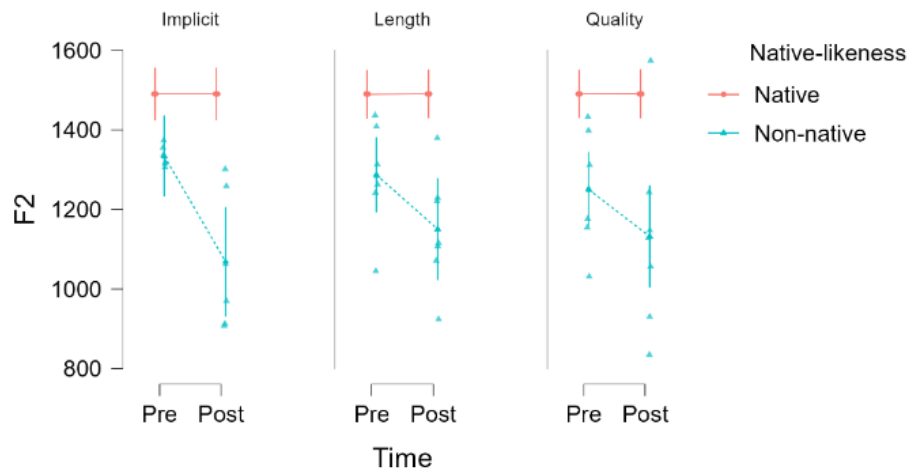 Implicit
Length
Quality
Native-likeness
Native
Non-native
F2
1600
1400
1200
1000
800
Pre Post
Pre Post
Pre Post
Time